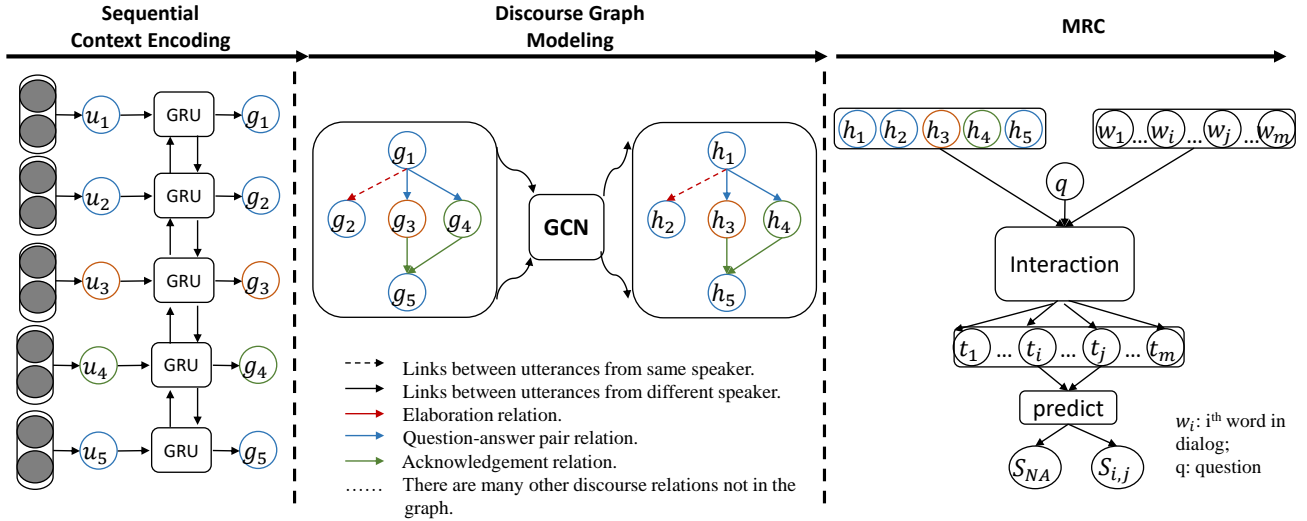 Sequential
Context Encoding
Discourse Graph
Modeling
MRC
u₁ GRU g₁
u₂ GRU g₂
u₃ GRU g₃
u₄ GRU g₄
u₅ GRU g₅
g₁
g₂ g₃ g₄
g₅
GCN
h₁
h₂ h₃ h₄
h₅
Links between utterances from same speaker.
Links between utterances from different speaker.
Elaboration relation.
Question-answer pair relation.
Acknowledgement relation.
...... There are many other discourse relations not in the
graph.
h₁ h₂ h₃ h₄ h₅
w₁ ... wᵢ ... wⱼ ... wₘ
q
Interaction
t₁ ... tᵢ ... tⱼ ... tₘ
predict
S_NA S_i,j
wᵢ: iᵗʰ word in
dialog;
q: question